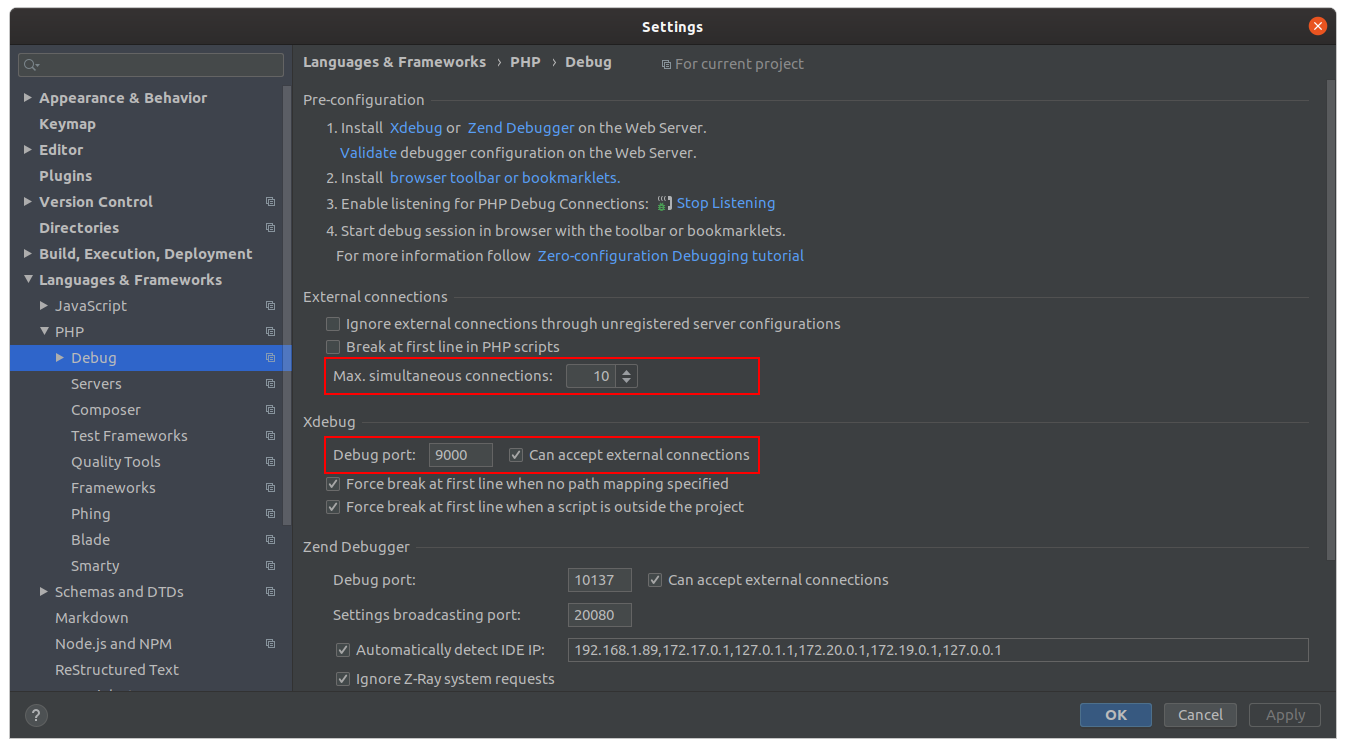 Settings
Appearance & Behavior
Keymap
Editor
Plugins
Version Control
Directories
Build, Execution, Deployment
Languages & Frameworks
JavaScript
PHP
Debug
Servers
Composer
Test Frameworks
Quality Tools
Frameworks
Phing
Blade
Smarty
Schemas and DTDs
Markdown
Node.js and NPM
ReStructured Text
Languages & Frameworks › PHP › Debug For current project
Pre-configuration
1. Install Xdebug or Zend Debugger on the Web Server.
Validate debugger configuration on the Web Server.
2. Install browser toolbar or bookmarklets.
3. Enable listening for PHP Debug Connections: Stop Listening
4. Start debug session in browser with the toolbar or bookmarklets.
For more information follow Zero-configuration Debugging tutorial
External connections
Ignore external connections through unregistered server configurations
Break at first line in PHP scripts
Max. simultaneous connections: 10
Xdebug
Debug port: 9000 Can accept external connections
Force break at first line when no path mapping specified
Force break at first line when a script is outside the project
Zend Debugger
Debug port: 10137 Can accept external connections
Settings broadcasting port: 20080
Automatically detect IDE IP: 192.168.1.89,172.17.0.1,127.0.1.1,172.20.0.1,172.19.0.1,127.0.0.1
Ignore Z-Ray system requests
? OK Cancel Apply